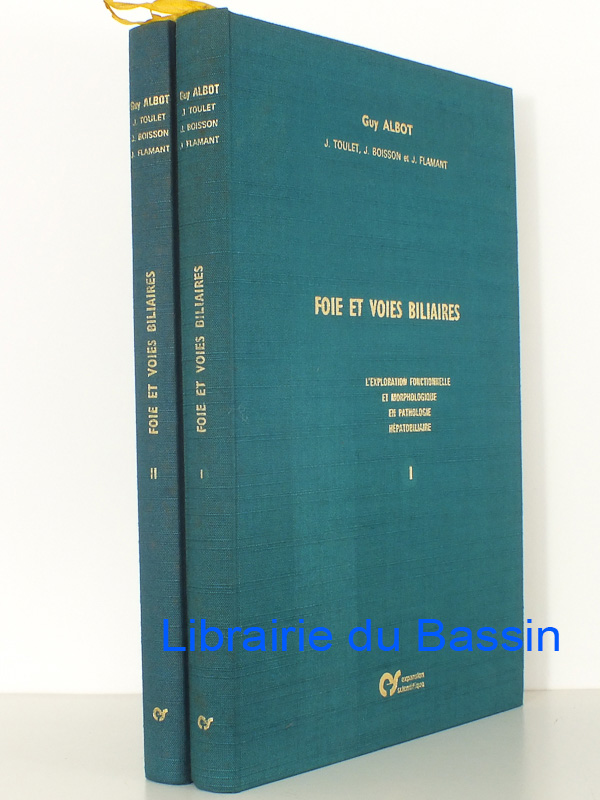 Guy ALBOT
J. TOULET
J. BOISSON
J. FLAMANT
FOIE ET VOIES BILIAIRES
II
Guy ALBOT
J. TOULET
J. BOISSON
J. FLAMANT
FOIE ET VOIES BILIAIRES
I
Guy ALBOT
J. TOULET, J. BOISSON et J. FLAMANT
FOIE ET VOIES BILIAIRES
L'EXPLORATION FONCTIONNELLE
ET MORPHOLOGIQUE
EN PATHOLOGIE
HÉPATOBILIAIRE
I
Librairie du Bassin
expansion
scientifique